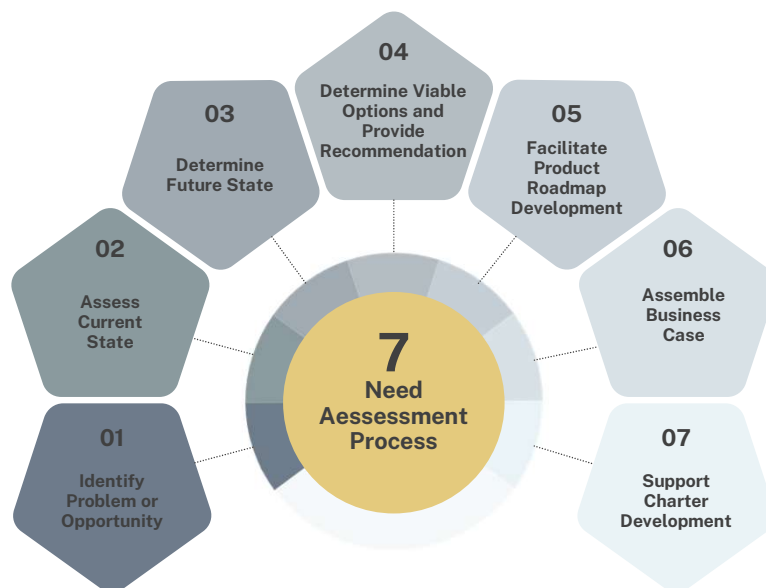 01
Identify
Problem or
Opportunity
02
Assess
Current
State
03
Determine
Future State
04
Determine Viable
Options and
Provide
Recommendation
05
Facilitate
Product
Roadmap
Development
06
Assemble
Business
Case
07
Support
Charter
Development
7
Need
Aessessment
Process